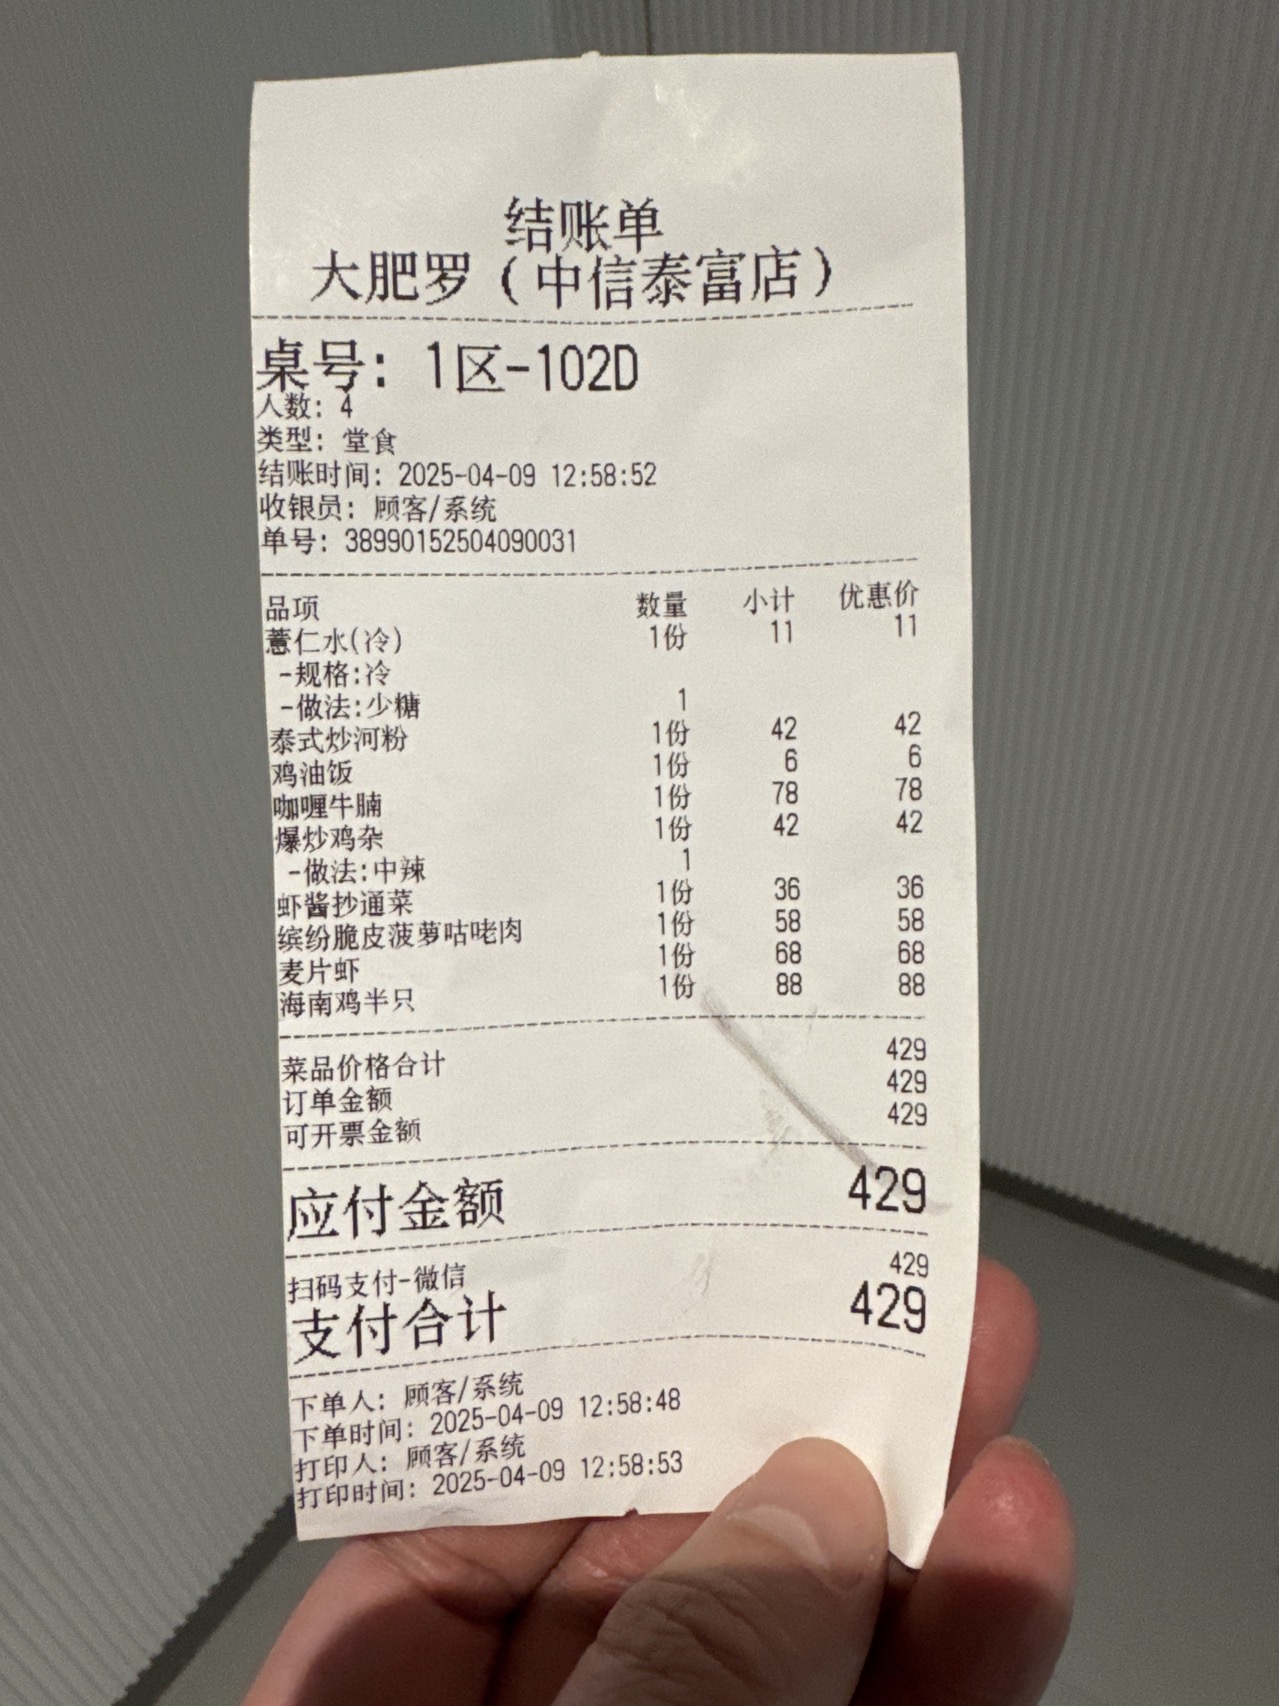 结账单
大肥罗（中信泰富店）
桌号：1区-102D
人数：4
类型：堂食
结账时间：2025-04-09 12:58:52
收银员：顾客/系统
单号：38990152504090031
品项 数量 小计 优惠价
薏仁水(冷) 1份 11 11
-规格:冷
-做法:少糖 1
泰式炒河粉 1份 42 42
鸡油饭 1份 6 6
咖喱牛腩 1份 78 78
爆炒鸡杂 1份 42 42
-做法:中辣 1
虾酱抄通菜 1份 36 36
缤纷脆皮菠萝咕咾肉 1份 58 58
麦片虾 1份 68 68
海南鸡半只 1份 88 88
菜品价格合计 429
订单金额 429
可开票金额 429
应付金额 429
扫码支付-微信 429
支付合计 429
下单人：顾客/系统
下单时间：2025-04-09 12:58:48
打印人：顾客/系统
打印时间：2025-04-09 12:58:53